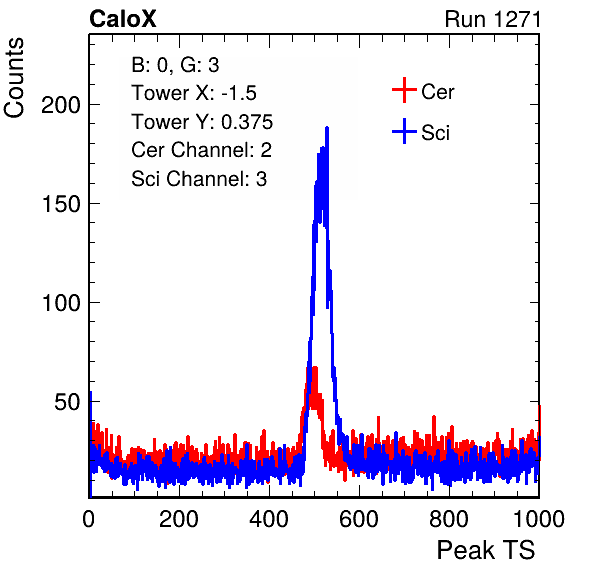 CaloX Run 1271
Counts
B: 0, G: 3
Tower X: -1.5
Tower Y: 0.375
Cer Channel: 2
Sci Channel: 3
Cer
Sci
200
150
100
50
0 200 400 600 800 1000
Peak TS